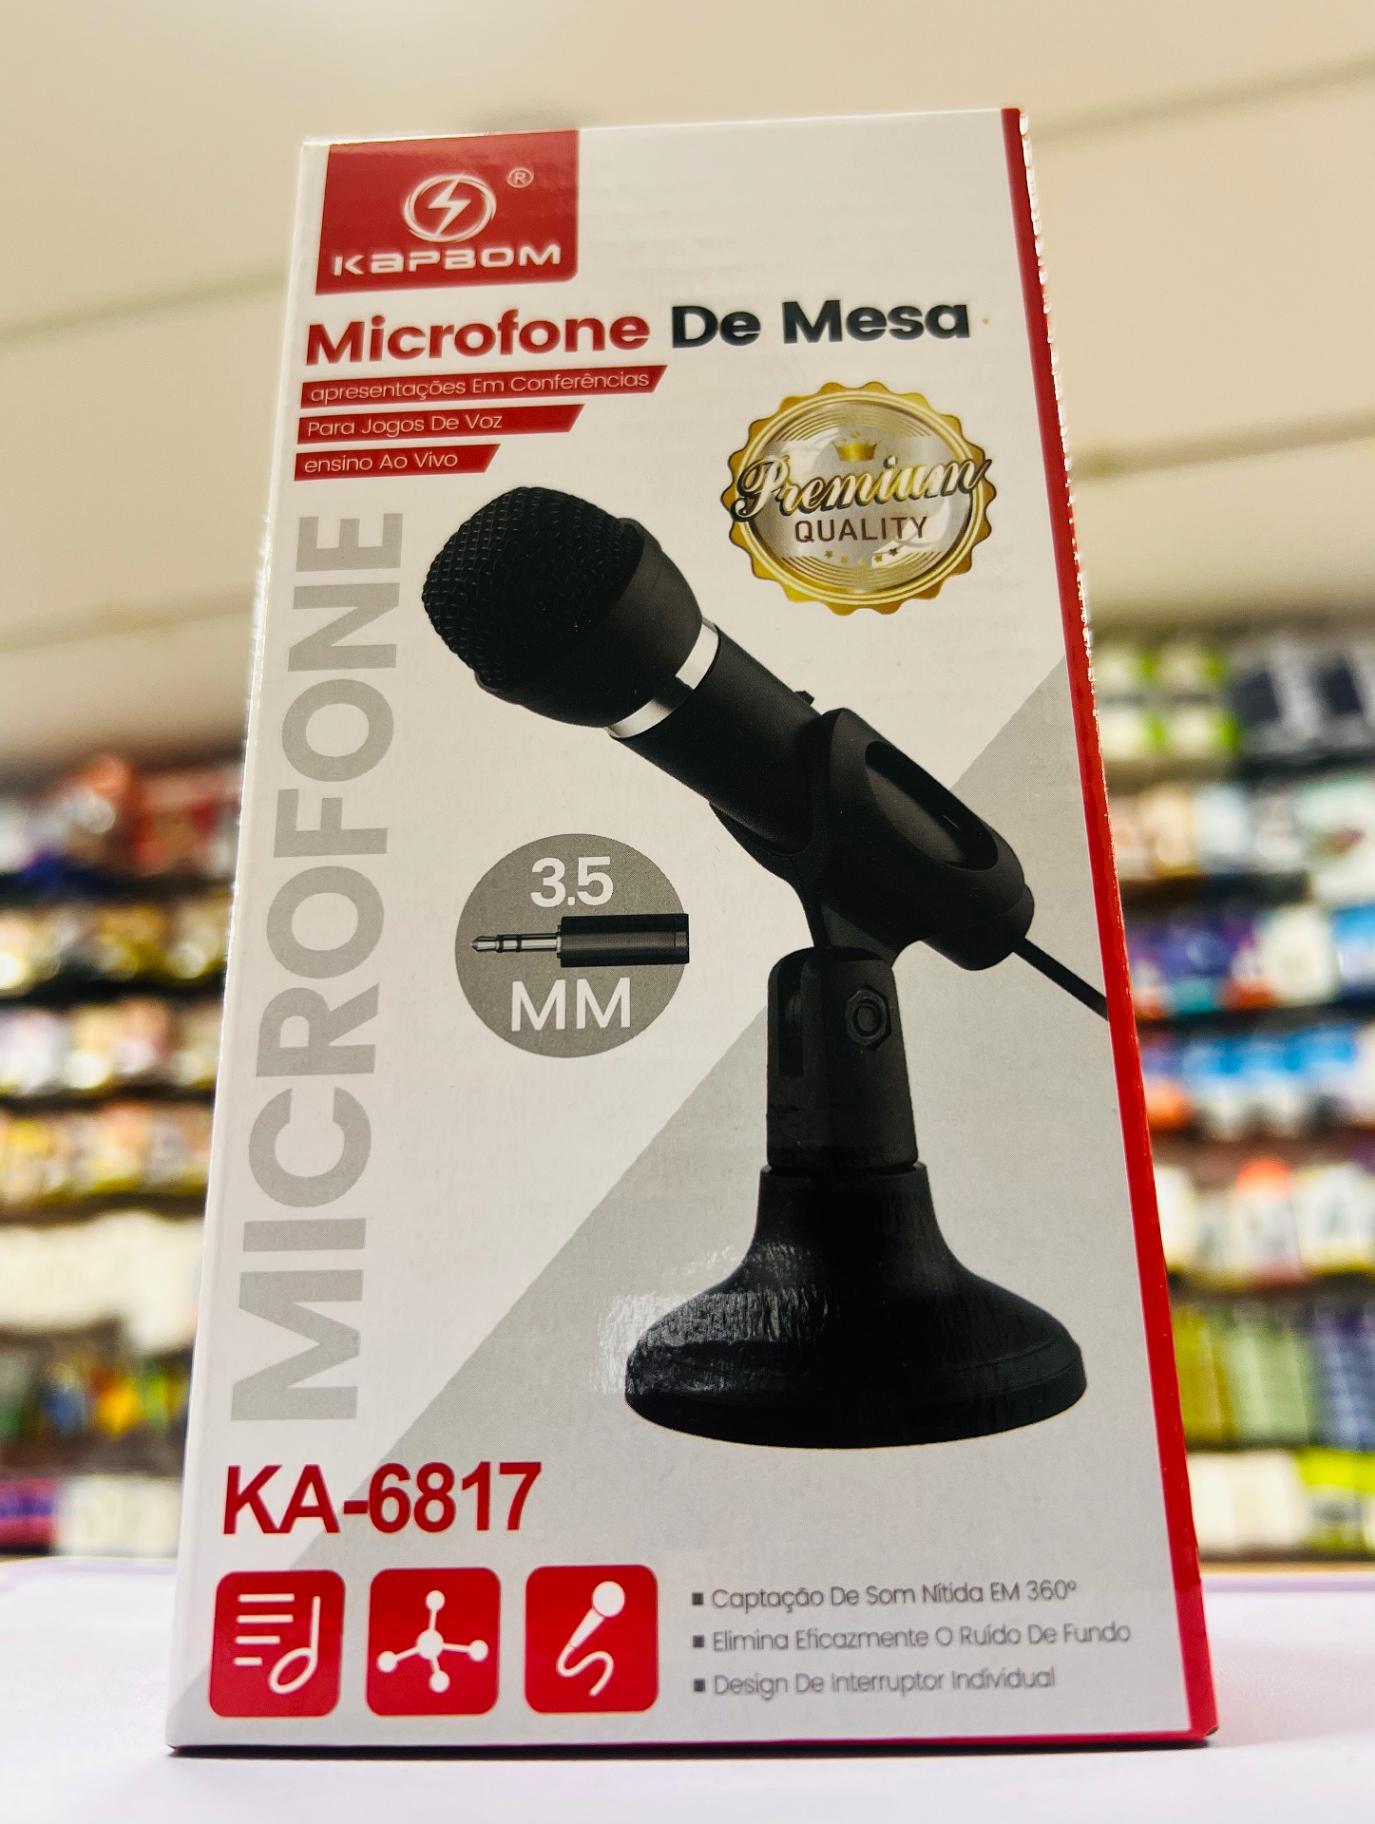 ®
KAPBOM
Microfone De Mesa
apresentações Em Conferências
Para Jogos De Voz
ensino Ao Vivo
Premium
QUALITY
MICROFONE
3.5
MM
KA-6817
Captação De Som Nítida EM 360º
Elimina Eficazmente O Ruído De Fundo
Design De Interruptor Individual